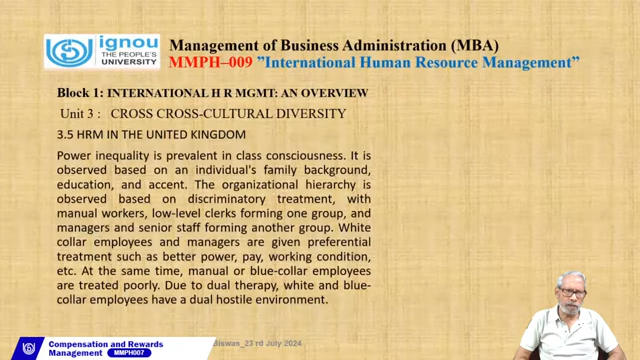 ignou
THE PEOPLE'S
UNIVERSITY
Management of Business Administration (MBA)
MMPH–009 ”International Human Resource Management”
Block 1: INTERNATIONAL H R MGMT: AN OVERVIEW
Unit 3 : CROSS CROSS-CULTURAL DIVERSITY
3.5 HRM IN THE UNITED KINGDOM
Power inequality is prevalent in class consciousness. It is
observed based on an individual's family background,
education, and accent. The organizational hierarchy is
observed based on discriminatory treatment, with
manual workers, low-level clerks forming one group, and
managers and senior staff forming another group. White
collar employees and managers are given preferential
treatment such as better power, pay, working condition,
etc. At the same time, manual or blue-collar employees
are treated poorly. Due to dual therapy, white and blue-
collar employees have a dual hostile environment.
Compensation and Rewards
Management MMPH007
Biswas_23 rd July 2024